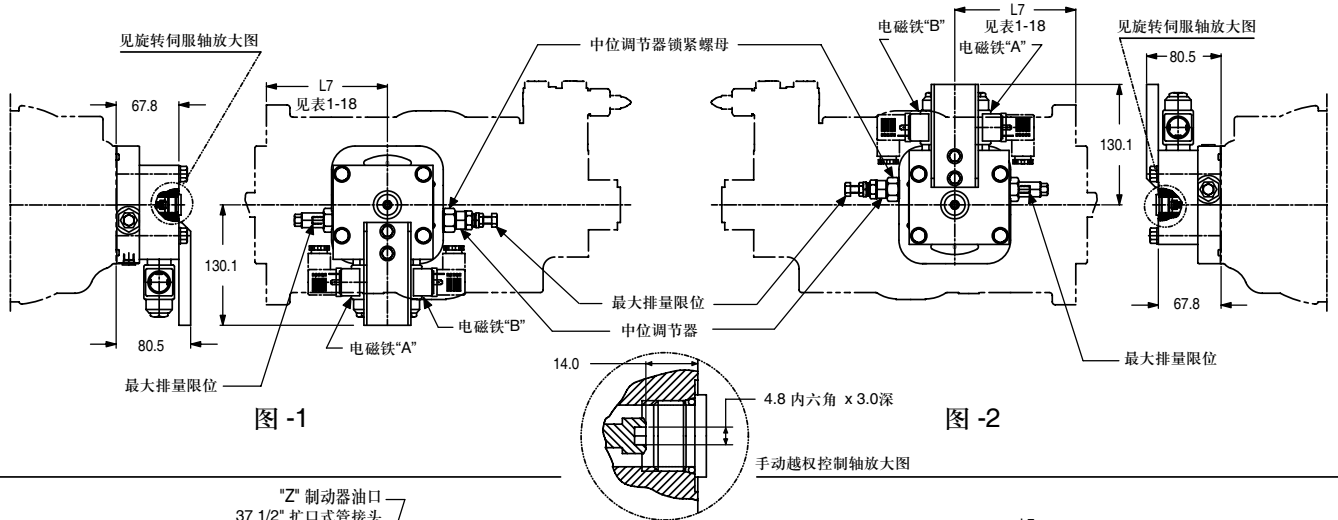 见旋转伺服轴放大图
67.8
L7
见表1-18
中位调节器锁紧螺母
130.1
80.5
电磁铁“A”
电磁铁“B”
最大排量限位
图 -1
最大排量限位
中位调节器
电磁铁“B”
L7
见表1-18
电磁铁“A”
见旋转伺服轴放大图
80.5
130.1
67.8
最大排量限位
图 -2
14.0
4.8 内六角 x 3.0深
手动越权控制轴放大图
"Z" 制动器油口
37 1/2" 扩口式管接头